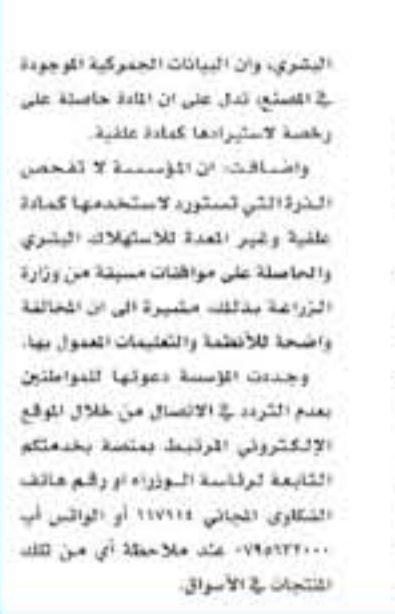 البشري، وان البيانات الجمركية الموجودة
في المصنع، تدل على ان المادة حاصلة على
رخصة لاستيرادها كمادة علفية.
واضافت: ان المؤسسة لا تفحص
الذرة التي تستورد لاستخدمها كمادة
علفية وغير المعدة للاستهلاك البشري
والحاصلة على موافقات مسبقة من وزارة
الزراعة بذلك، مشيرة الى ان المخالفة
واضحة للأنظمة والتعليمات المعمول بها.
وجددت المؤسسة دعوتها للمواطنين
بعدم التردد في الاتصال من خلال الموقع
الإلكتروني المرتبط بمنصة بخدمتكم
التابعة لرئاسة الوزراء او رقم هاتف
الشكاوى المجاني ١١٧١١٤ أو الواتس أب
٠٧٩٥٦٣٢٠٠٠ عند ملاحظة أي من تلك
المنتجات في الأسواق.